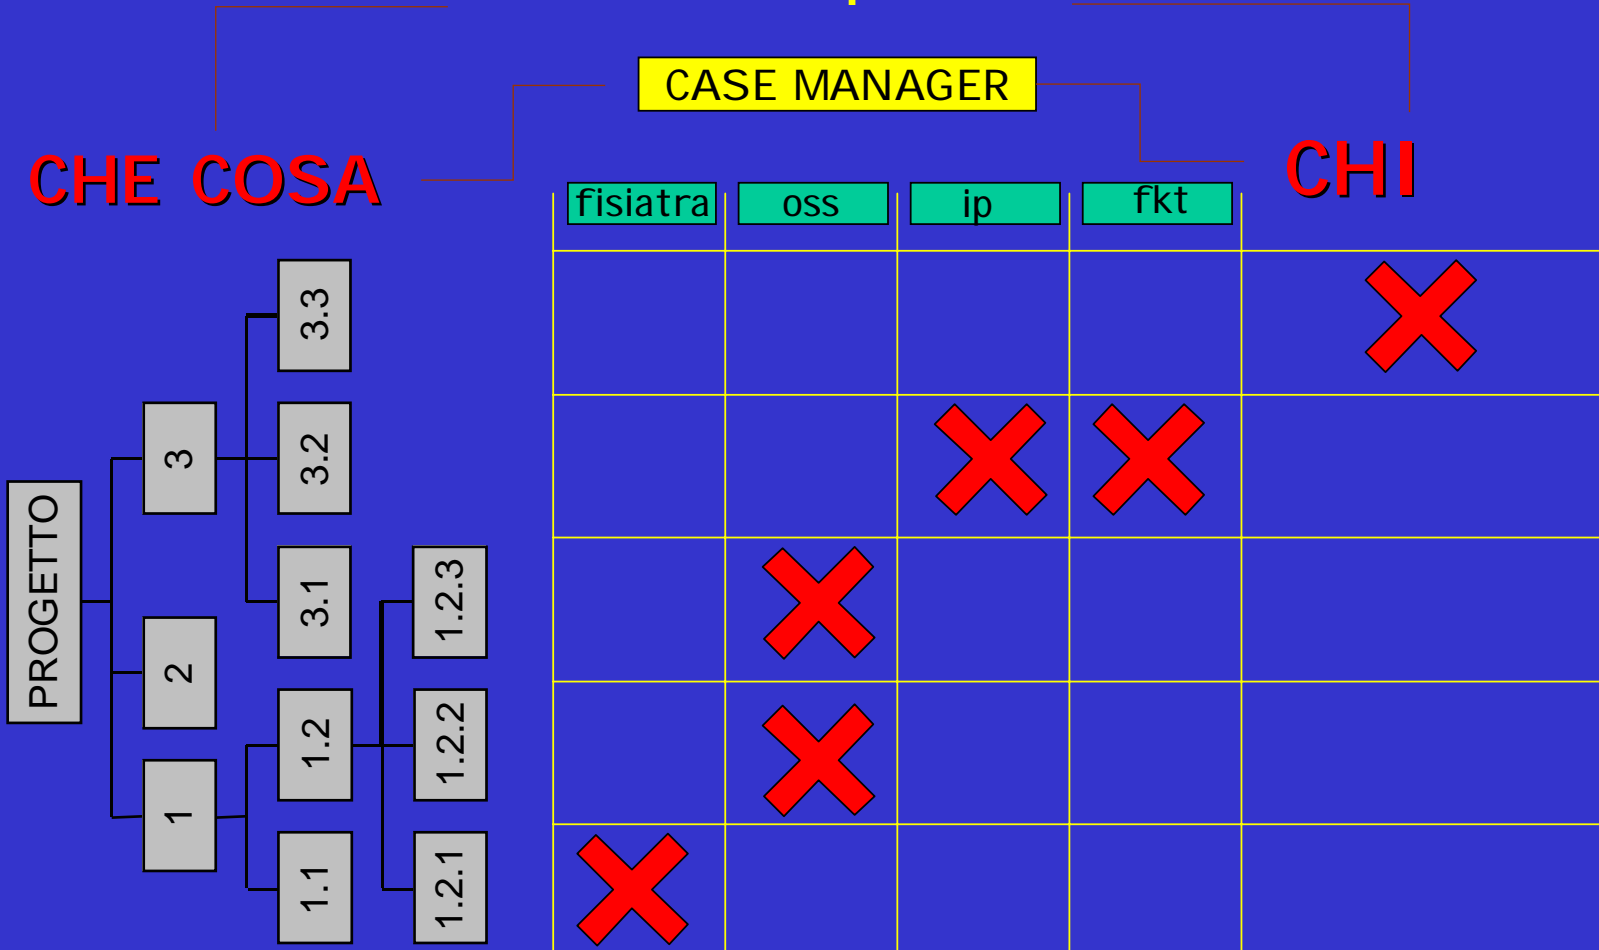 CASE MANAGER
CHE COSA
CHI
fisiatra
oss
ip
fkt
PROGETTO
3
2
1
3.3
3.2
3.1
1.2
1.1
1.2.3
1.2.2
1.2.1